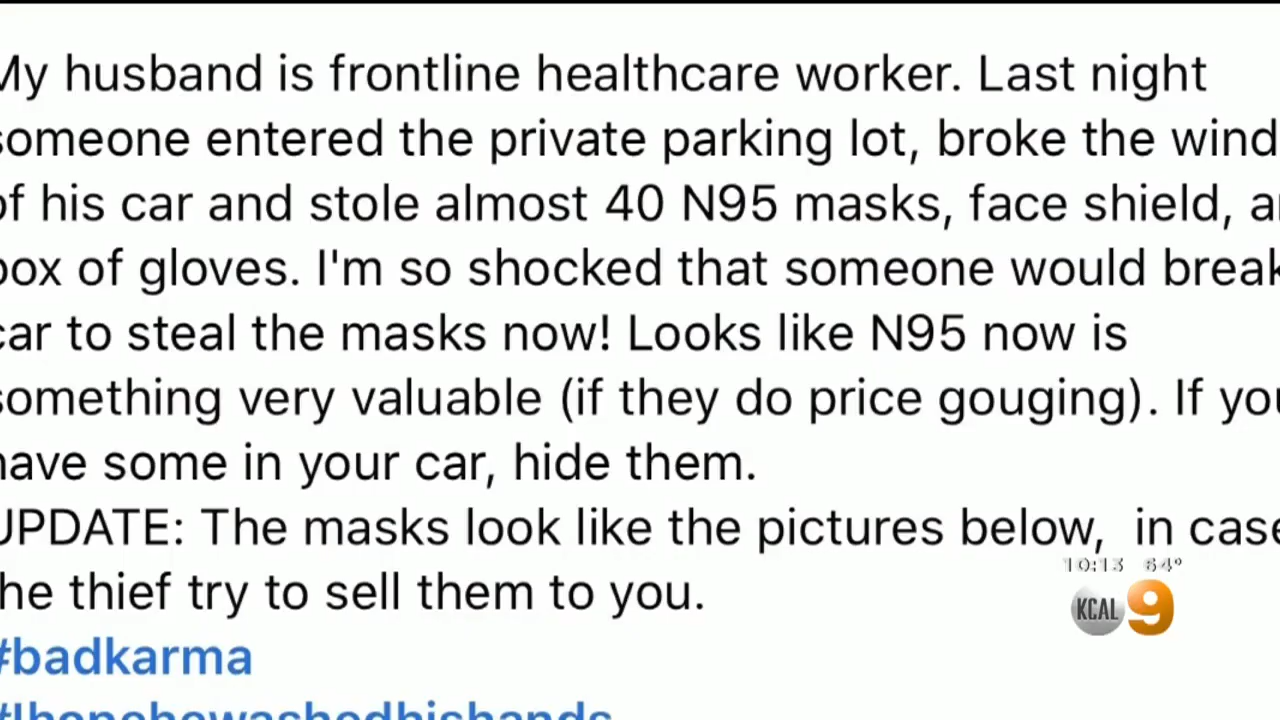 My husband is frontline healthcare worker. Last night
someone entered the private parking lot, broke the wind
of his car and stole almost 40 N95 masks, face shield, a
box of gloves. I'm so shocked that someone would break
car to steal the masks now! Looks like N95 now is
something very valuable (if they do price gouging). If you
have some in your car, hide them.
UPDATE: The masks look like the pictures below, in case
the thief try to sell them to you.
10:13 64°
KCAL 9
#badkarma
#Ihopehewashedhishands